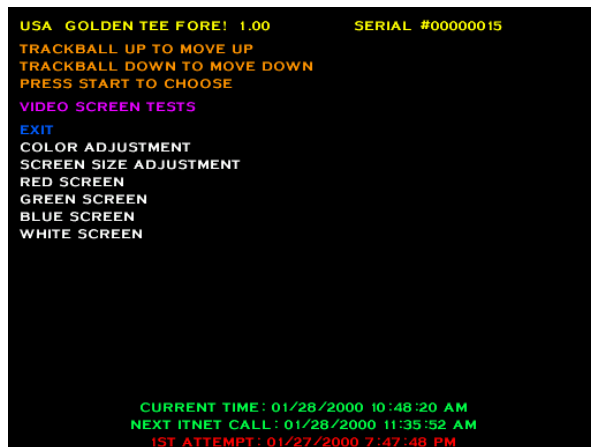 USA GOLDEN TEE FORE! 1.00 SERIAL #00000015
TRACKBALL UP TO MOVE UP
TRACKBALL DOWN TO MOVE DOWN
PRESS START TO CHOOSE
VIDEO SCREEN TESTS
EXIT
COLOR ADJUSTMENT
SCREEN SIZE ADJUSTMENT
RED SCREEN
GREEN SCREEN
BLUE SCREEN
WHITE SCREEN
CURRENT TIME: 01/28/2000 10:48:20 AM
NEXT ITNET CALL: 01/28/2000 11:35:52 AM
1ST ATTEMPT: 01/27/2000 7:47:48 PM